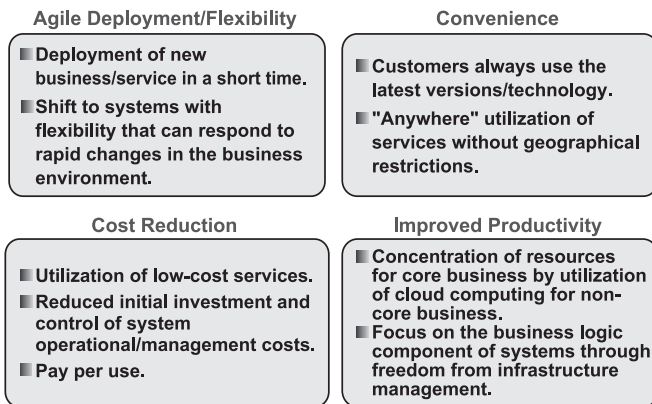 Agile Deployment/Flexibility
Deployment of new
business/service in a short time.
Shift to systems with
flexibility that can respond to
rapid changes in the business
environment.
Convenience
Customers always use the
latest versions/technology.
"Anywhere" utilization of
services without geographical
restrictions.
Cost Reduction
Utilization of low-cost services.
Reduced initial investment and
control of system
operational/management costs.
Pay per use.
Improved Productivity
Concentration of resources
for core business by utilization
of cloud computing for non-
core business.
Focus on the business logic
component of systems through
freedom from infrastructure
management.